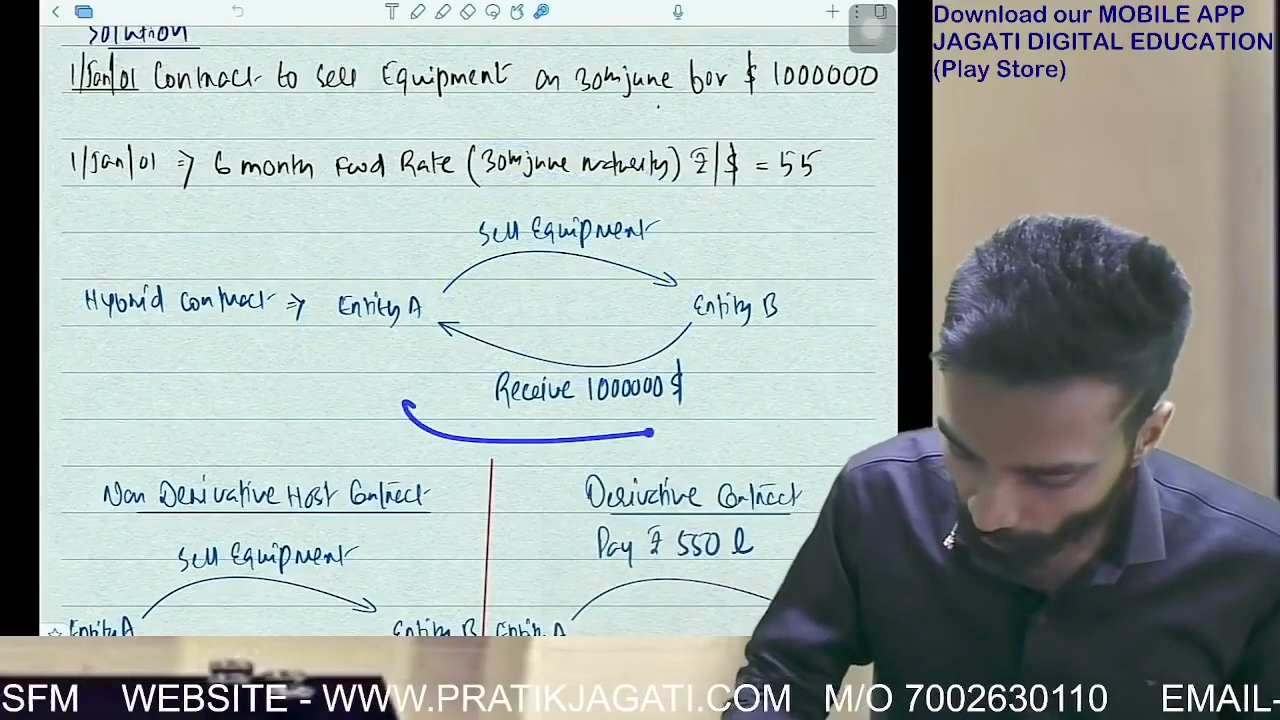 Solution
1/Jan/01 Contract to sell Equipment on 30th june for $ 1000000
1/Jan/01 ⇒ 6 month Fwd Rate (30th june maturity) ₹/$ = 55
Sell Equipment
Hybrid Contract ⇒ Entity A Entity B
Receive 1000000 $
Non Derivative Host Contract
Derivative Contract
Sell Equipment
Pay ₹ 550 l
Entity A Entity B Entity A
Download our MOBILE APP
JAGATI DIGITAL EDUCATION
(Play Store)
SFM WEBSITE - WWW.PRATIKJAGATI.COM M/O 7002630110 EMAIL-